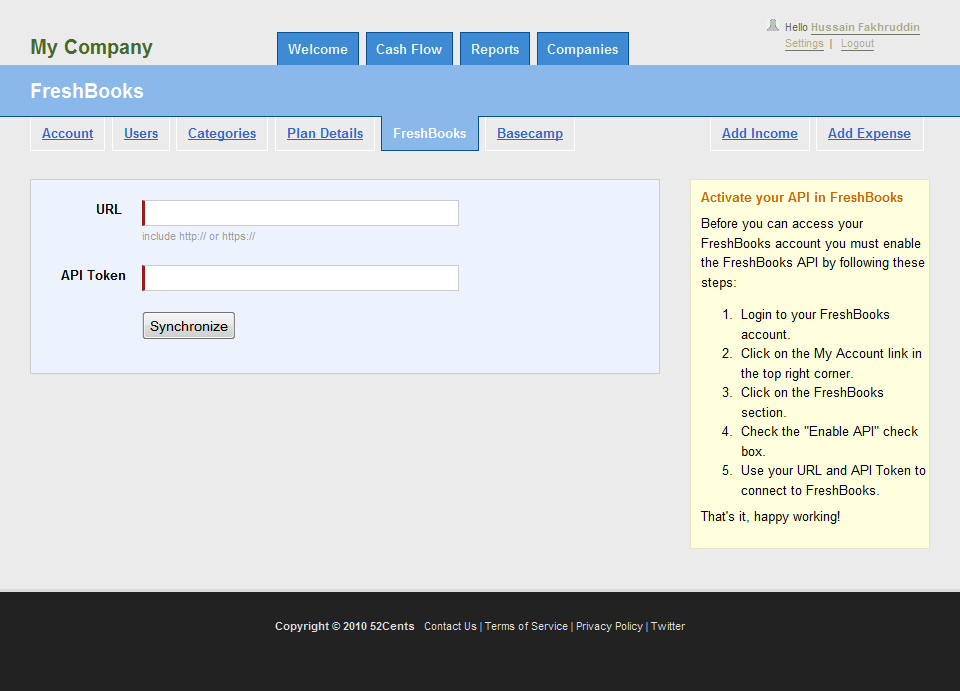 My Company
Welcome
Cash Flow
Reports
Companies
Hello Hussain Fakhruddin
Settings | Logout
FreshBooks
Account
Users
Categories
Plan Details
FreshBooks
Basecamp
Add Income
Add Expense
URL
include http:// or https://
API Token
Synchronize
Activate your API in FreshBooks
Before you can access your
FreshBooks account you must enable
the FreshBooks API by following these
steps:
1. Login to your FreshBooks
account.
2. Click on the My Account link in
the top right corner.
3. Click on the FreshBooks
section.
4. Check the "Enable API" check
box.
5. Use your URL and API Token to
connect to FreshBooks.
That's it, happy working!
Copyright © 2010 52Cents Contact Us | Terms of Service | Privacy Policy | Twitter